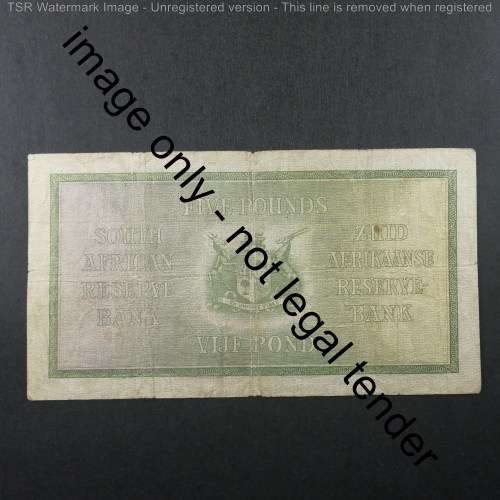 TSR Watermark Image - Unregistered version - This line is removed when registered
image only - not legal tender
FIVE POUNDS
SOUTH
AFRICAN
RESERVE
BANK
ZUID
AFRIKAANSE
RESERVE-
BANK
VIJF POND